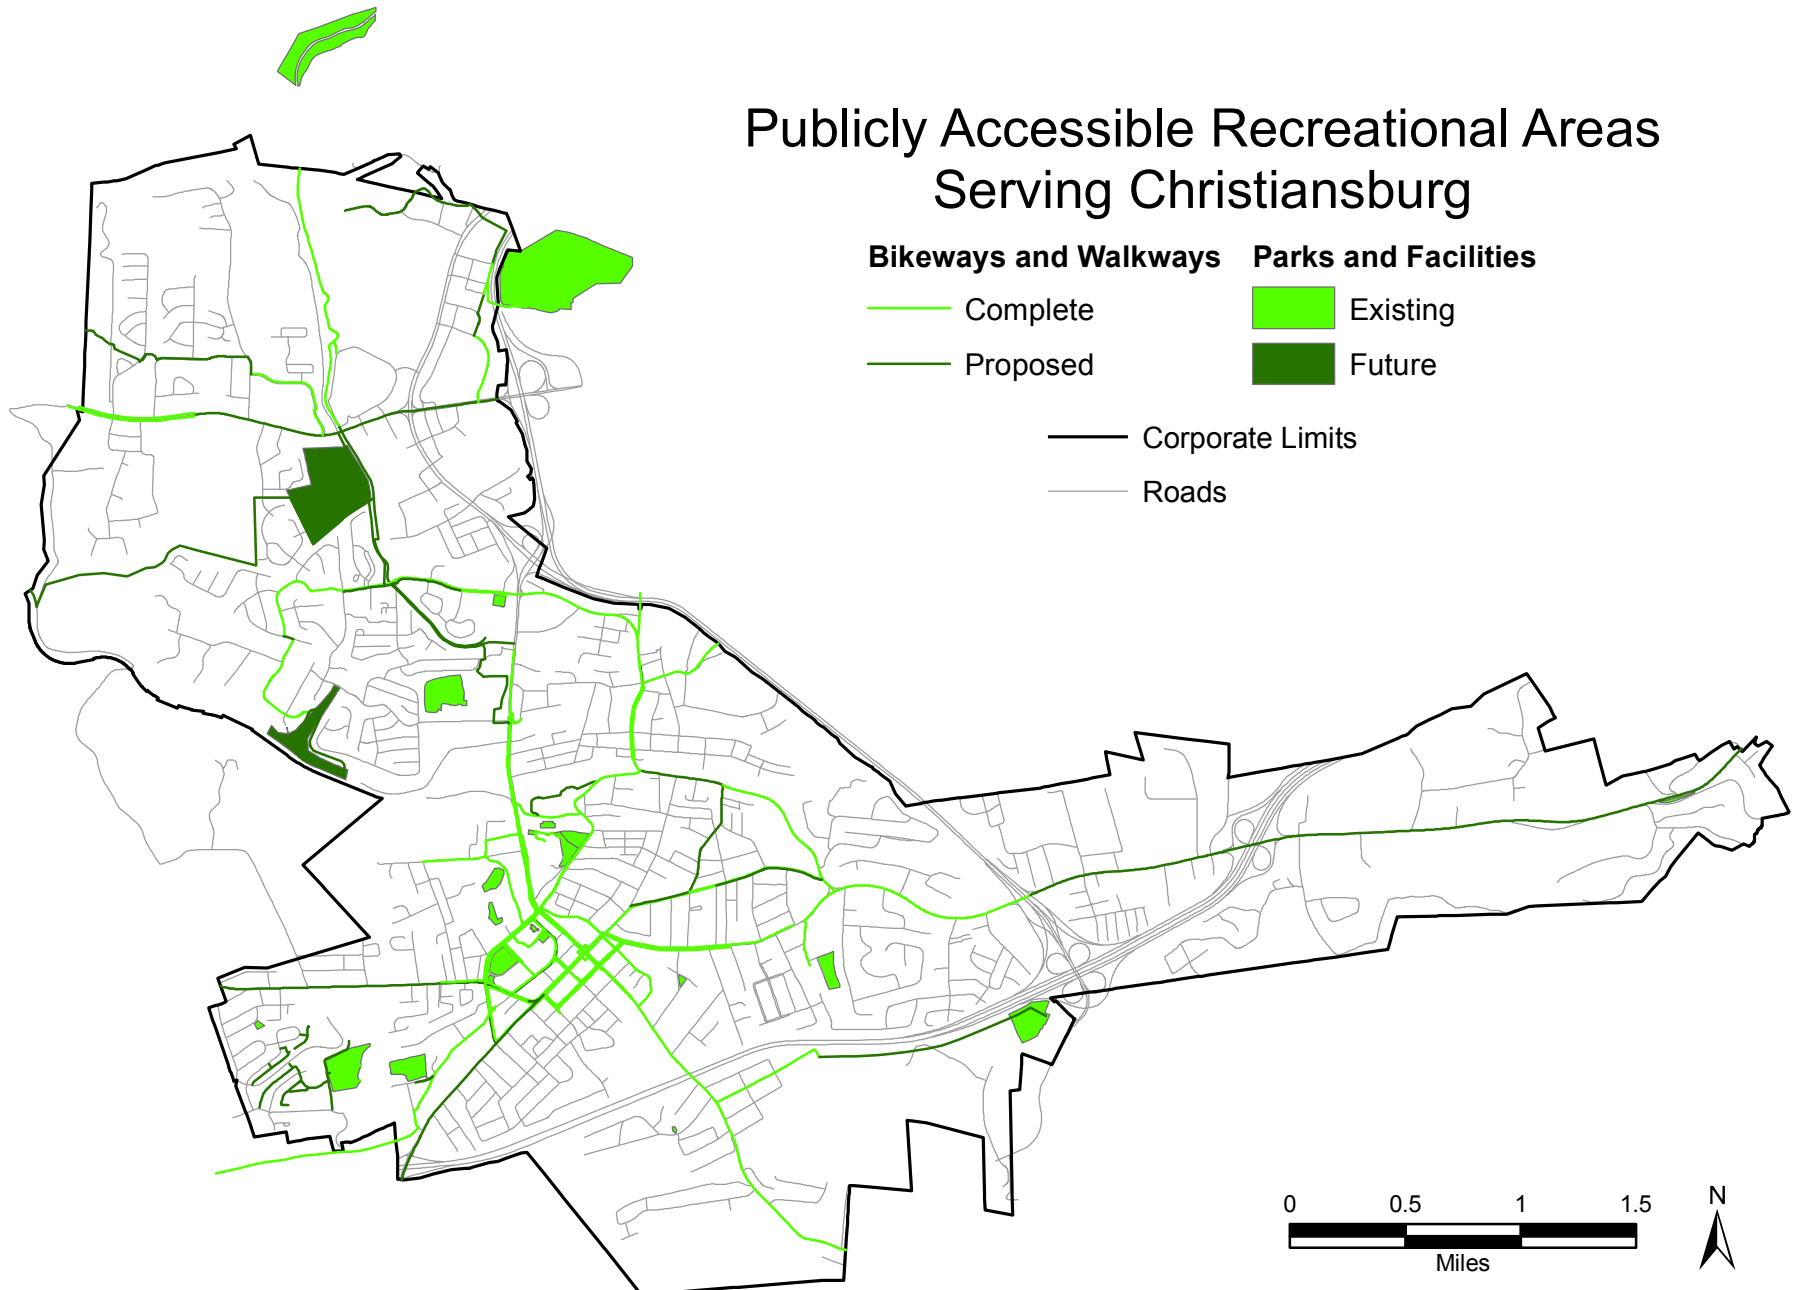 Publicly Accessible Recreational Areas
Serving Christiansburg
Bikeways and Walkways
Parks and Facilities
Complete
Existing
Proposed
Future
Corporate Limits
Roads
0 0.5 1 1.5
Miles
N